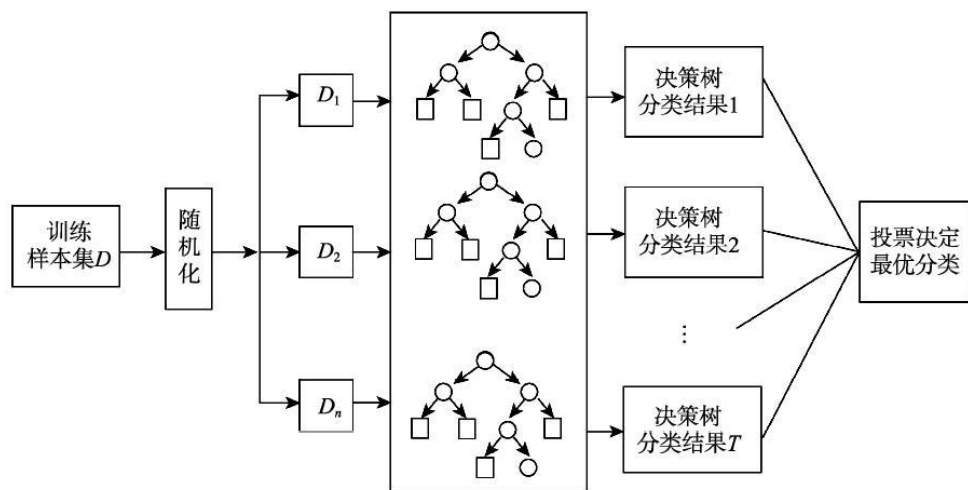 训练
样本集D
随
机
化
D₁
D₂
Dₙ
决策树
分类结果1
决策树
分类结果2
⋮
决策树
分类结果T
投票决定
最优分类